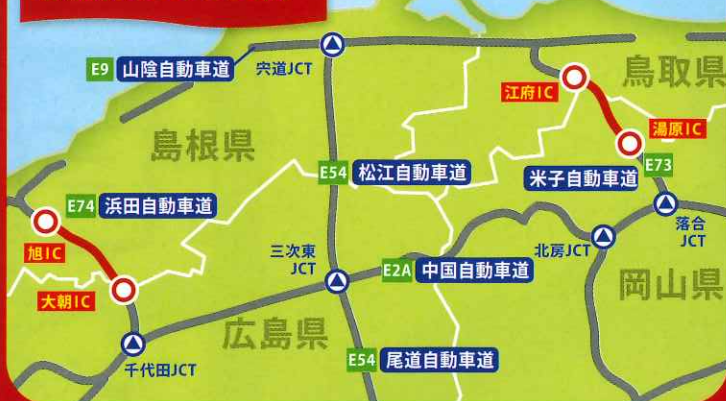 E9 山陰自動車道
宍道JCT
鳥取県
江府IC
湯原IC
島根県
E54 松江自動車道
米子自動車道 E73
E74 浜田自動車道
旭IC
落合
JCT
三次東
JCT
北房JCT
E2A 中国自動車道
岡山県
大朝IC
広島県
千代田JCT
E54 尾道自動車道